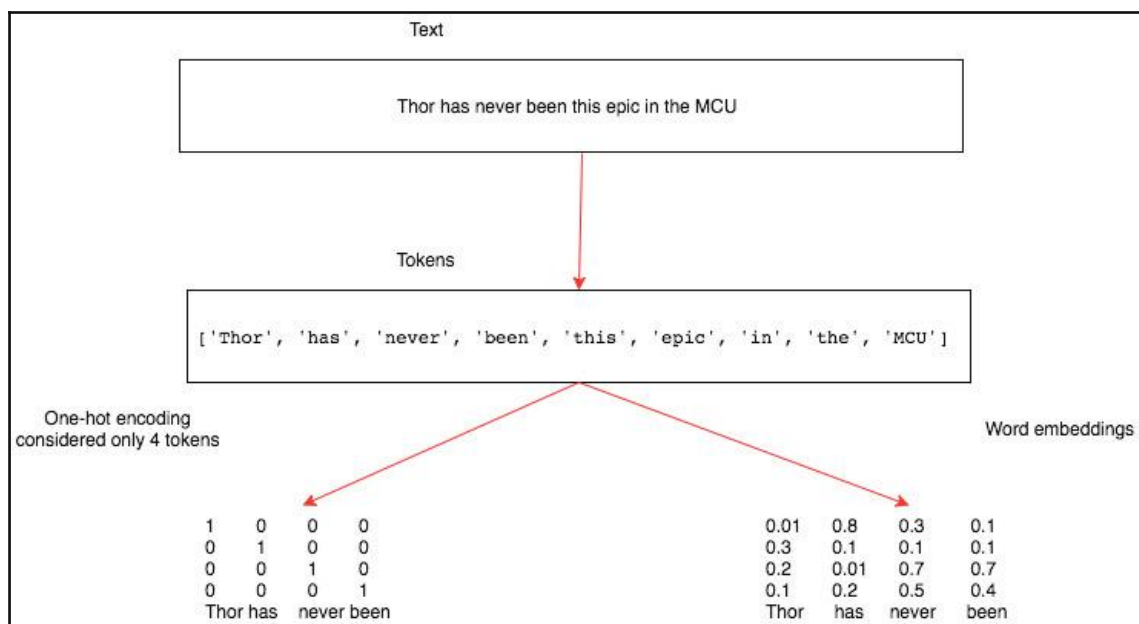 Text
Thor has never been this epic in the MCU
Tokens
['Thor', 'has', 'never', 'been', 'this', 'epic', 'in', 'the', 'MCU']
One-hot encoding
considered only 4 tokens
Word embeddings
1 0 0 0
0 1 0 0
0 0 1 0
0 0 0 1
Thor has never been
0.01 0.8 0.3 0.1
0.3 0.1 0.1 0.1
0.2 0.01 0.7 0.7
0.1 0.2 0.5 0.4
Thor has never been